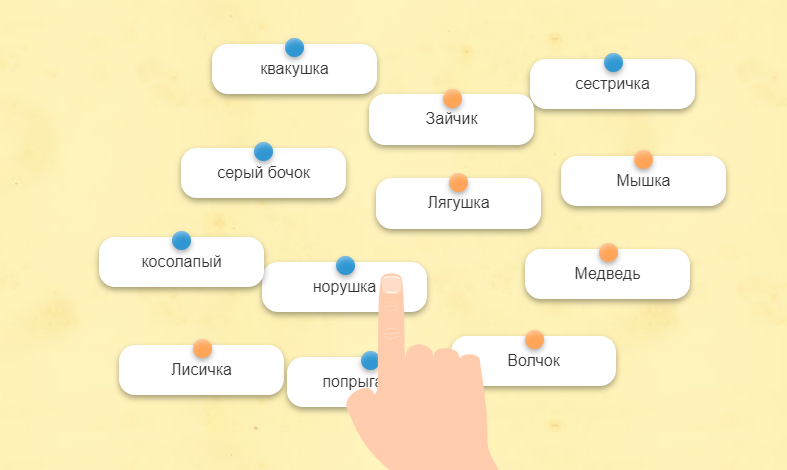 квакушка
сестричка
Зайчик
серый бочок
Мышка
Лягушка
косолапый
норушка
Медведь
Лисичка
Волчок